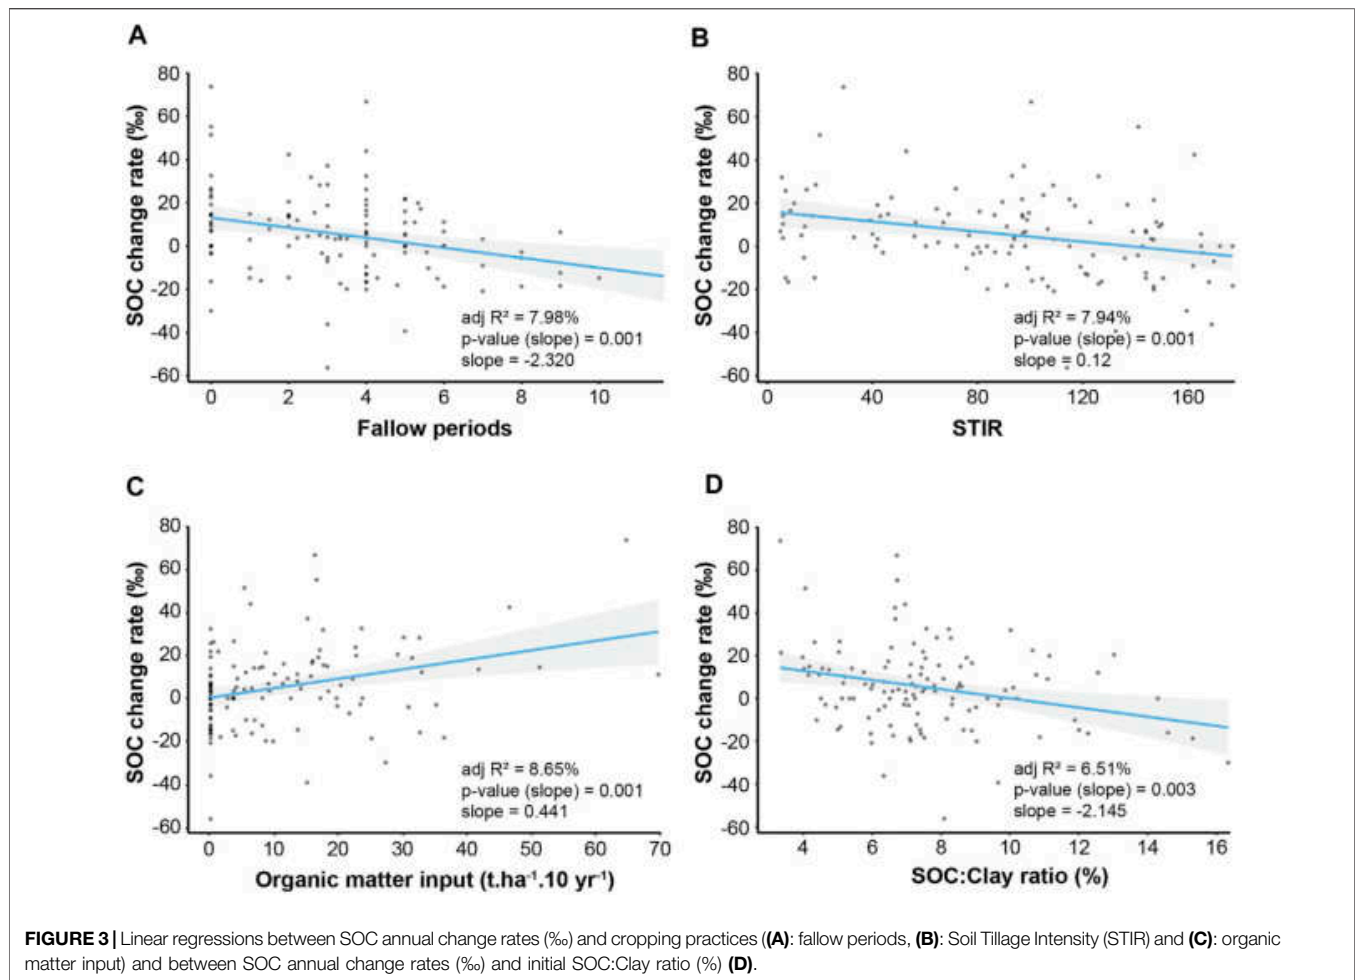 A
SOC change rate (‰)
80
60
40
20
0
-20
-40
-60
0 2 4 6 8 10
Fallow periods
adj R² = 7.98%
p-value (slope) = 0.001
slope = -2.320
B
SOC change rate (‰)
80
60
40
20
0
-20
-40
-60
0 40 80 120 160
STIR
adj R² = 7.94%
p-value (slope) = 0.001
slope = 0.12
C
SOC change rate (‰)
80
60
40
20
0
-20
-40
-60
0 10 20 30 40 50 60 70
Organic matter input (t.ha⁻¹.10 yr⁻¹)
adj R² = 8.65%
p-value (slope) = 0.001
slope = 0.441
D
SOC change rate (‰)
80
60
40
20
0
-20
-40
-60
4 6 8 10 12 14 16
SOC:Clay ratio (%)
adj R² = 6.51%
p-value (slope) = 0.003
slope = -2.145
FIGURE 3 | Linear regressions between SOC annual change rates (‰) and cropping practices ((A): fallow periods, (B): Soil Tillage Intensity (STIR) and (C): organic
matter input) and between SOC annual change rates (‰) and initial SOC:Clay ratio (%) (D).